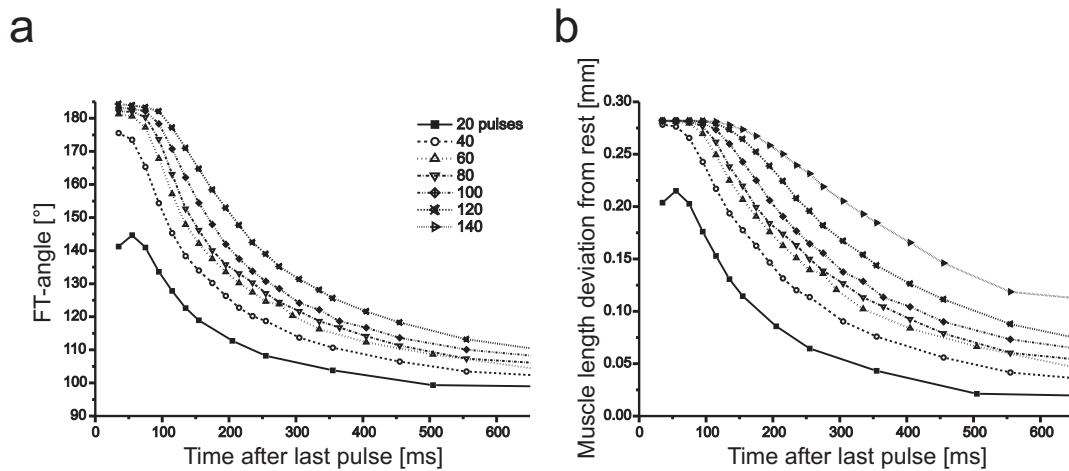 a
FT-angle [°]
180
170
160
150
140
130
120
110
100
90
0 100 200 300 400 500 600
Time after last pulse [ms]
20 pulses
40
60
80
100
120
140
b
Muscle length deviation from rest [mm]
0.30
0.25
0.20
0.15
0.10
0.05
0.00
0 100 200 300 400 500 600
Time after last pulse [ms]